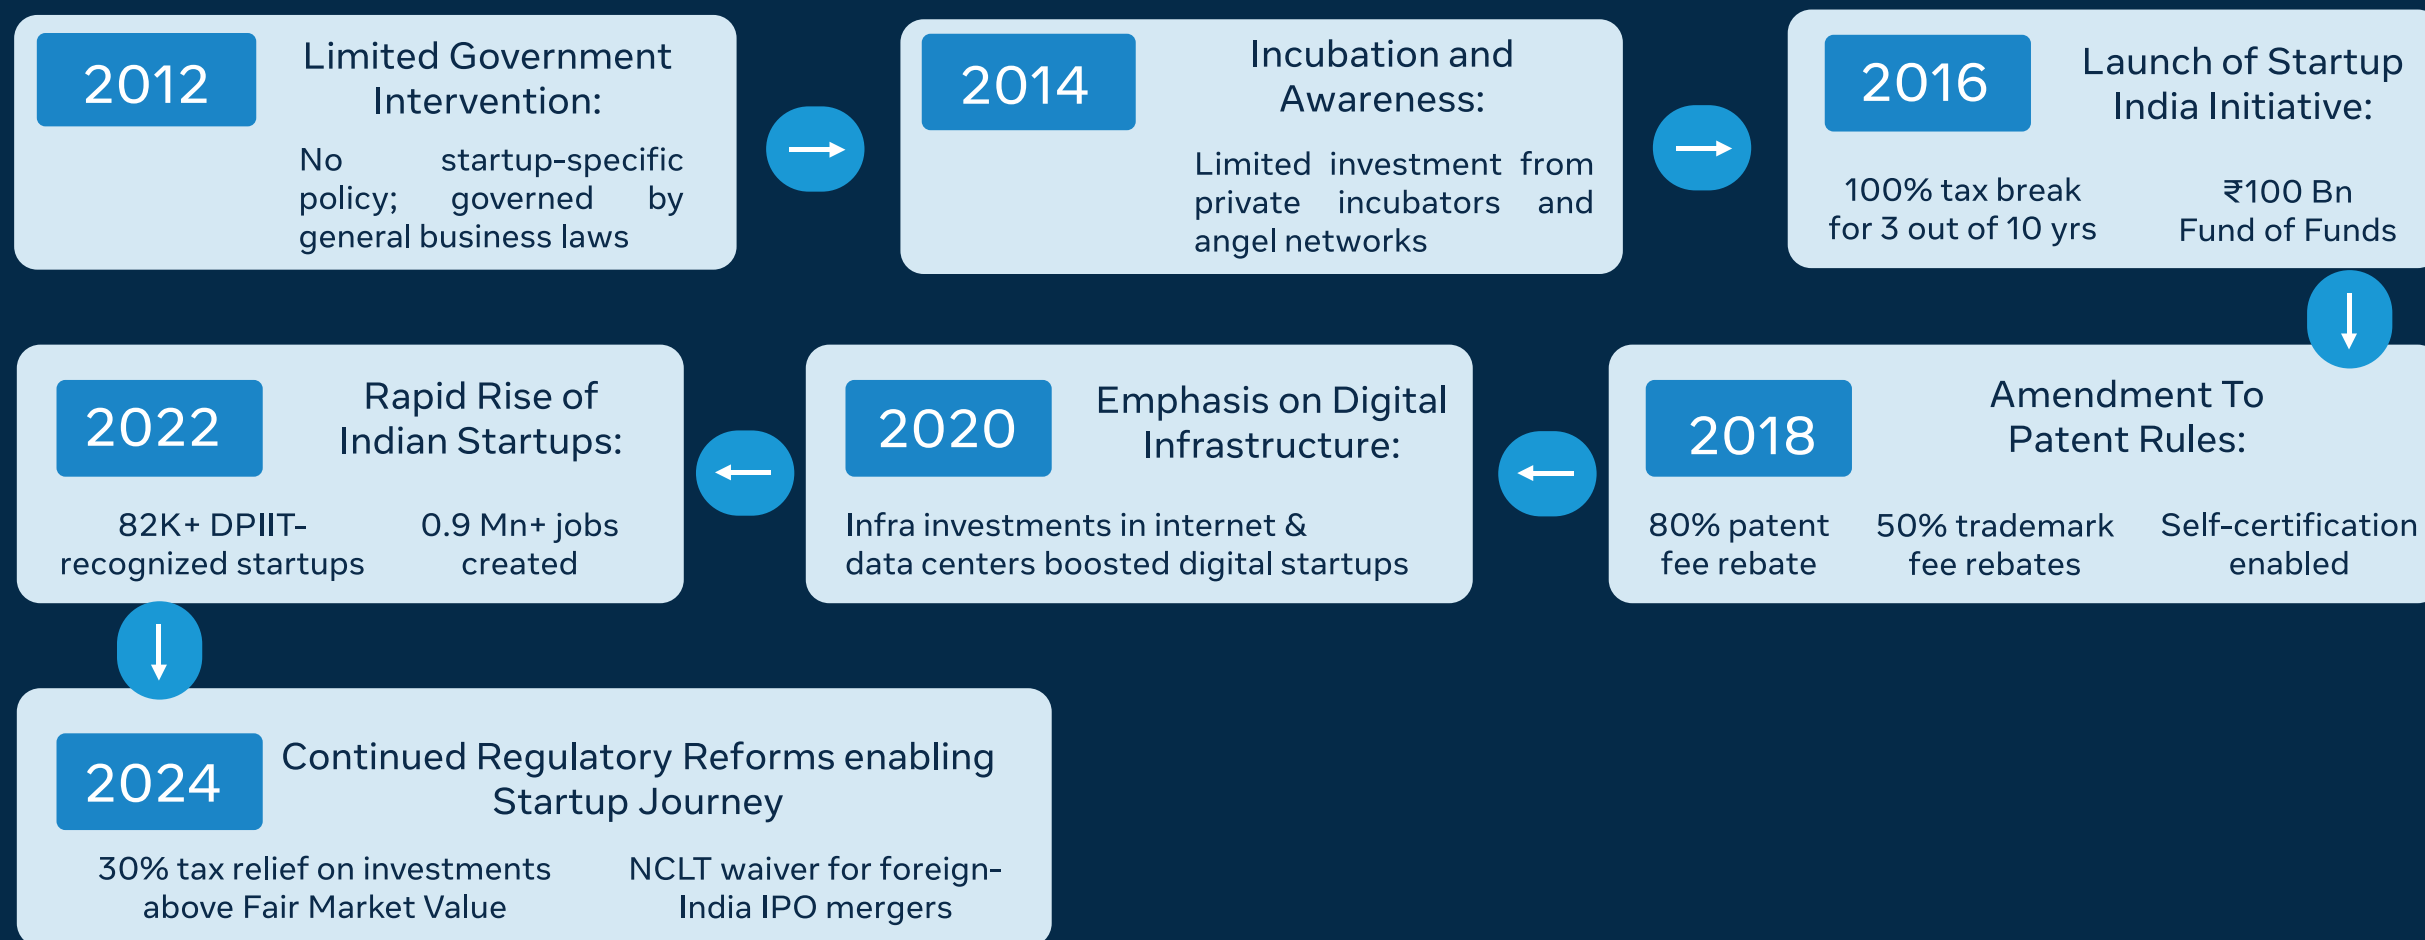 2012
Limited Government
Intervention:
No startup-specific
policy; governed by
general business laws
2014
Incubation and
Awareness:
Limited investment from
private incubators and
angel networks
2016
Launch of Startup
India Initiative:
100% tax break
for 3 out of 10 yrs
₹100 Bn
Fund of Funds
2018
Amendment To
Patent Rules:
80% patent
fee rebate
50% trademark
fee rebates
Self-certification
enabled
2020
Emphasis on Digital
Infrastructure:
Infra investments in internet &
data centers boosted digital startups
2022
Rapid Rise of
Indian Startups:
82K+ DPIIT-
recognized startups
0.9 Mn+ jobs
created
2024
Continued Regulatory Reforms enabling
Startup Journey
30% tax relief on investments
above Fair Market Value
NCLT waiver for foreign-
India IPO mergers